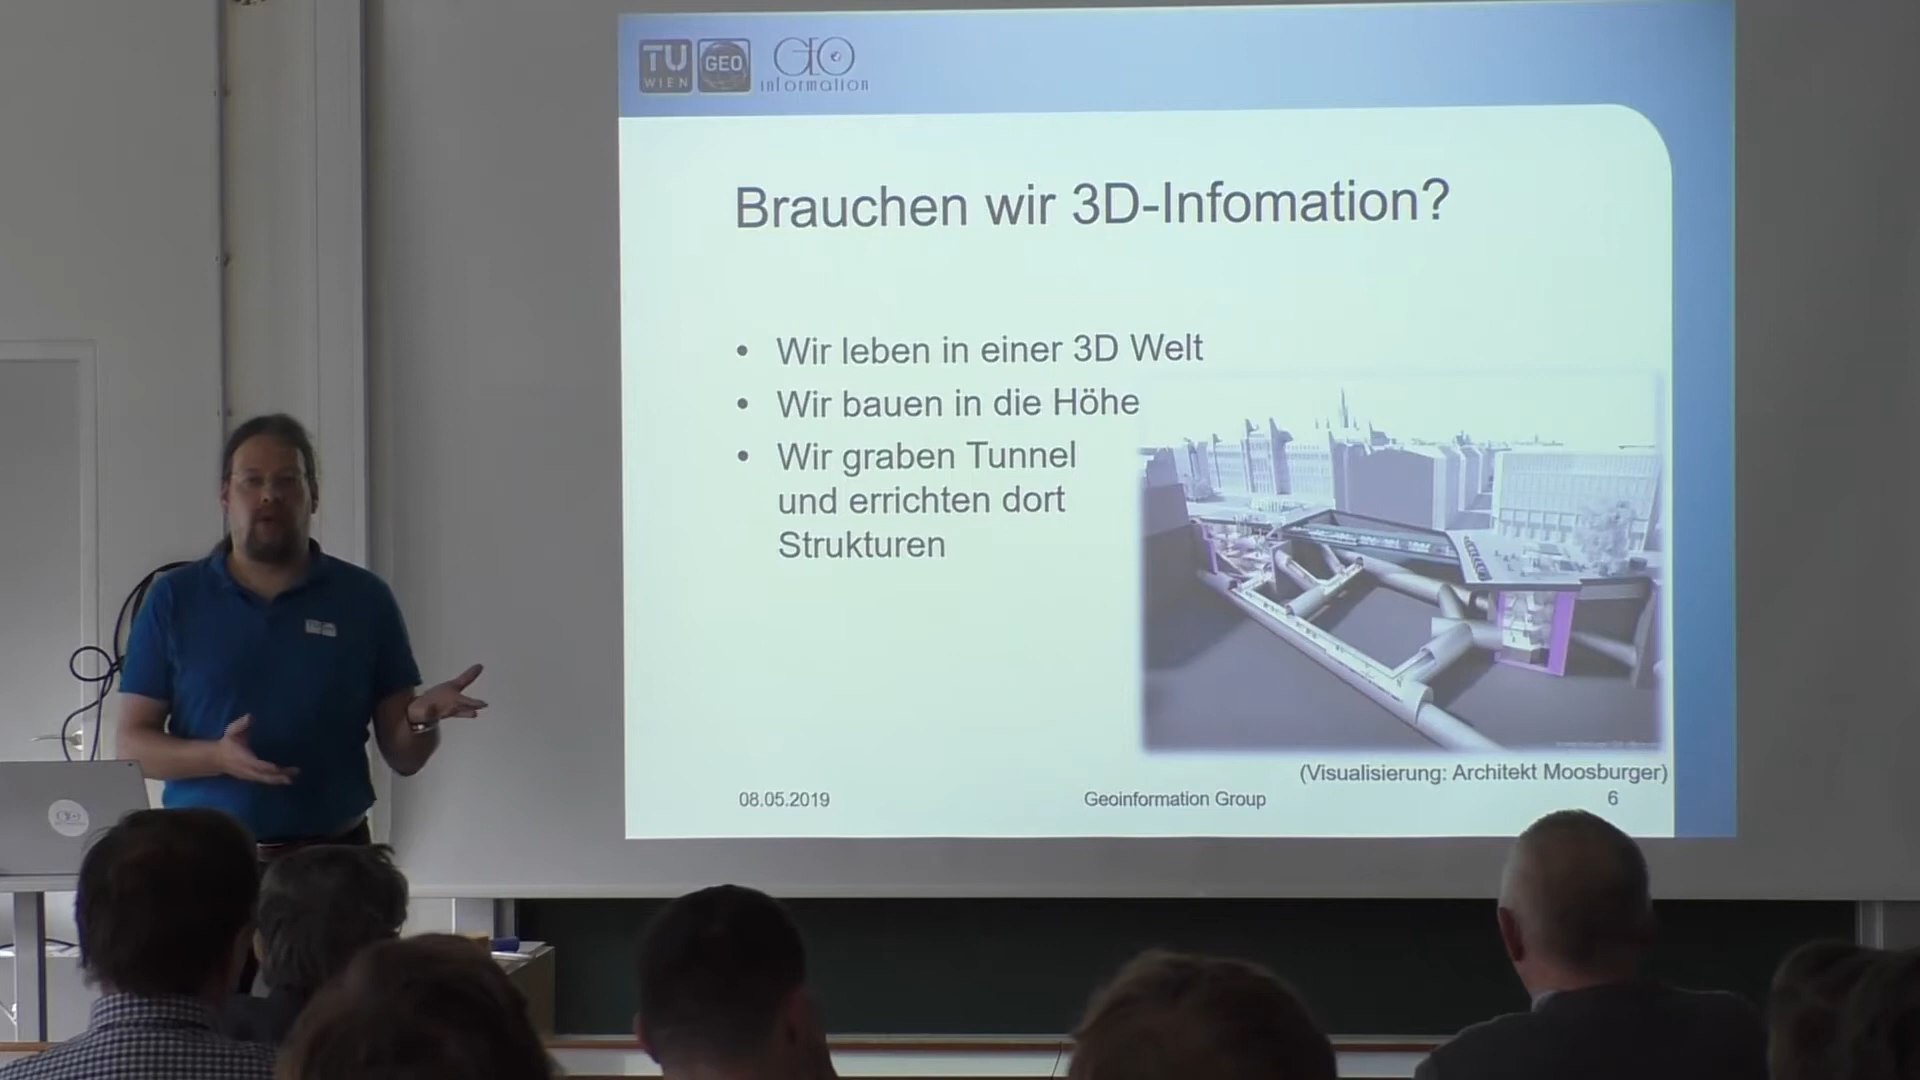 TU
WIEN
GEO
GEO
information
Brauchen wir 3D-Infomation?
• Wir leben in einer 3D Welt
• Wir bauen in die Höhe
• Wir graben Tunnel
und errichten dort
Strukturen
(Visualisierung: Architekt Moosburger)
08.05.2019
Geoinformation Group
6